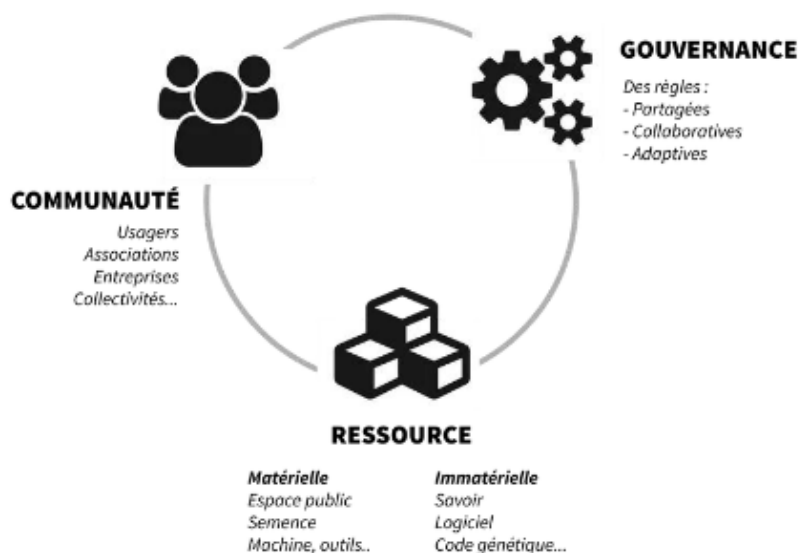 GOUVERNANCE
Des règles :
- Partagées
- Collaboratives
- Adaptives
COMMUNAUTÉ
Usagers
Associations
Entreprises
Collectivités...
RESSOURCE
Matérielle
Espace public
Semence
Machine, outils..
Immatérielle
Savoir
Logiciel
Code génétique...